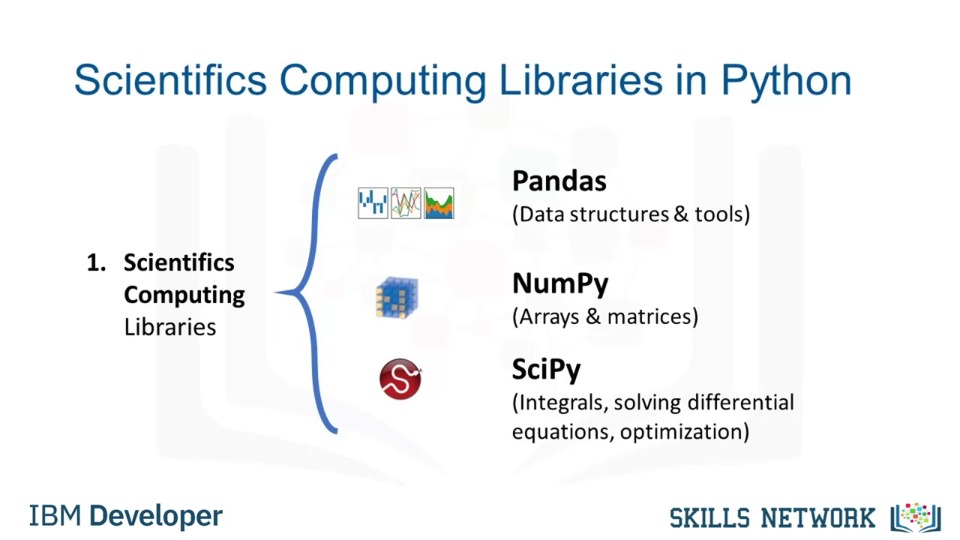 Scientifics Computing Libraries in Python
1. Scientifics
Computing
Libraries
Pandas
(Data structures & tools)
NumPy
(Arrays & matrices)
SciPy
(Integrals, solving differential
equations, optimization)
IBM Developer
SKILLS NETWORK